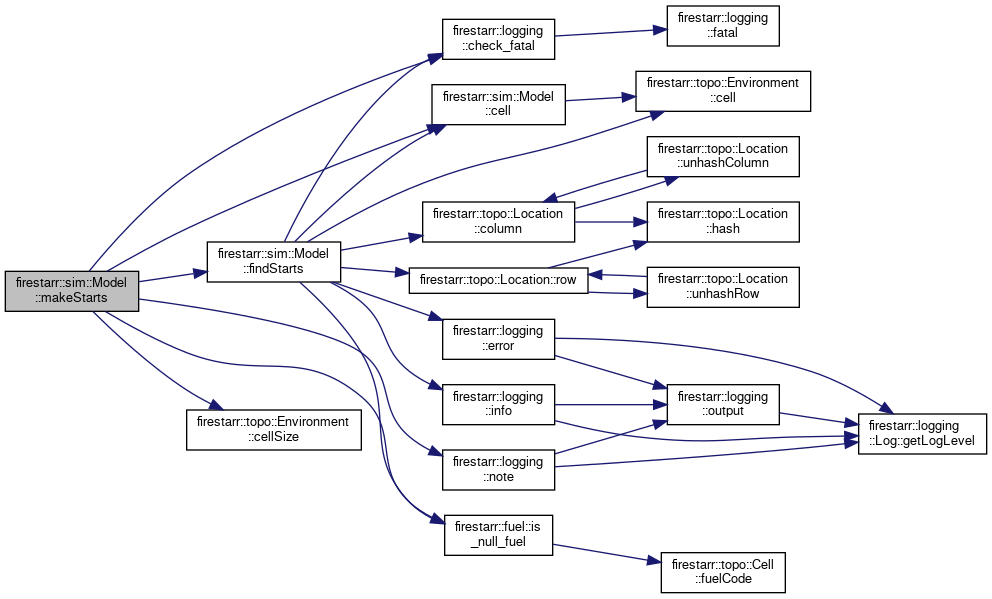 firestarr::sim::Model
::makeStarts
firestarr::sim::Model
::findStarts
firestarr::topo::Environment
::cellSize
firestarr::logging
::check_fatal
firestarr::sim::Model
::cell
firestarr::topo::Location
::column
firestarr::topo::Location::row
firestarr::logging
::error
firestarr::logging
::info
firestarr::logging
::note
firestarr::fuel::is
_null_fuel
firestarr::logging
::fatal
firestarr::topo::Environment
::cell
firestarr::topo::Location
::unhashColumn
firestarr::topo::Location
::hash
firestarr::topo::Location
::unhashRow
firestarr::logging
::output
firestarr::topo::Cell
::fuelCode
firestarr::logging
::Log::getLogLevel